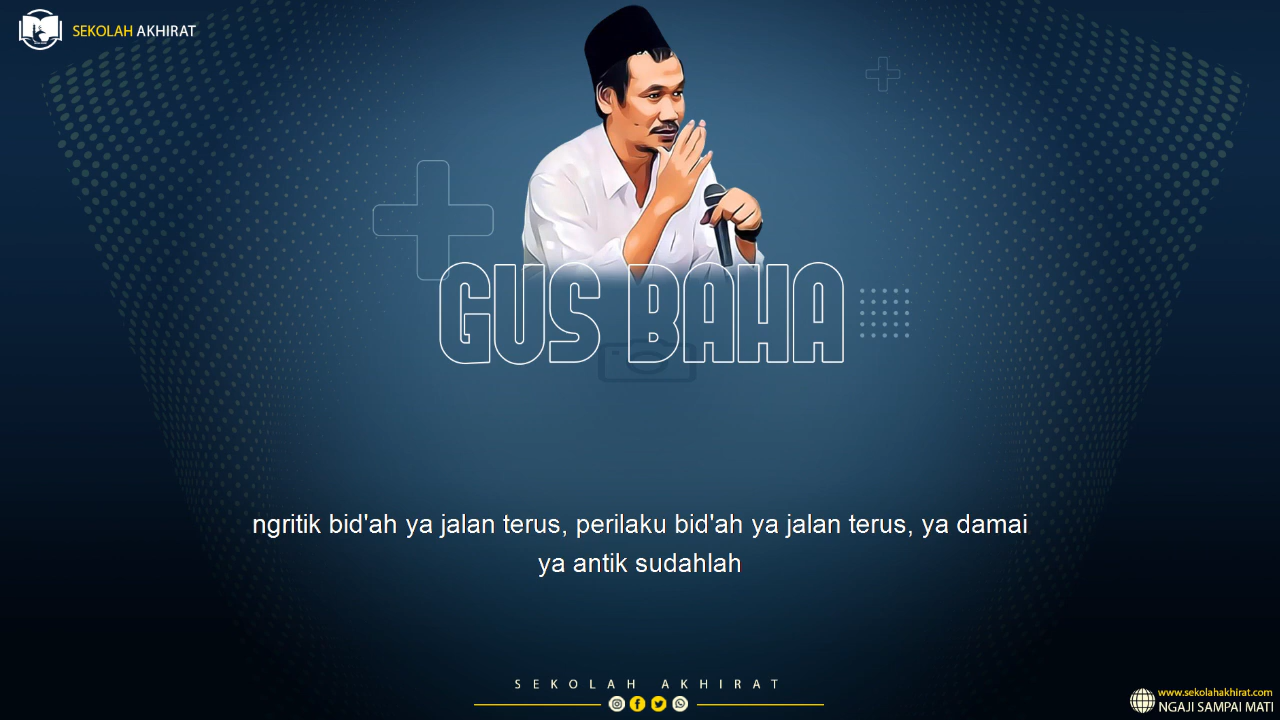 SEKOLAH AKHIRAT
GUS BAHA
ngritik bid'ah ya jalan terus, perilaku bid'ah ya jalan terus, ya damai
ya antik sudahlah
SEKOLAH AKHIRAT
www.sekolahakhirat.com
NGAJI SAMPAI MATI